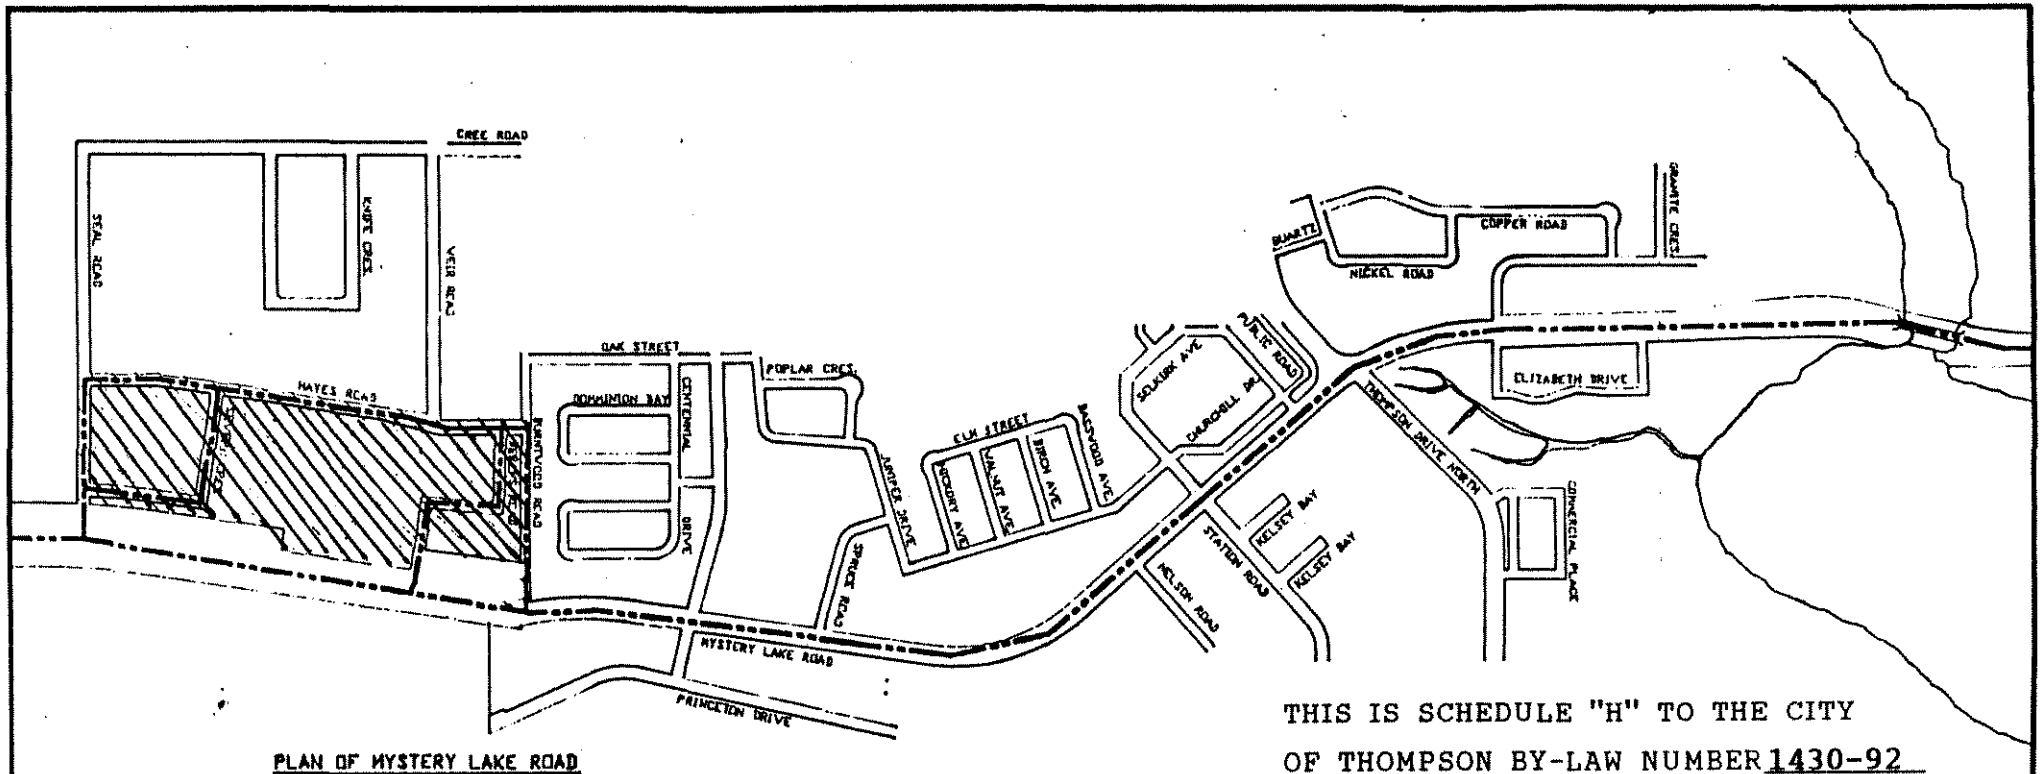 CREE ROAD
SEAL ROAD
KNIFE CRES.
WEIR ROAD
HAYES ROAD
BURNTWOOD ROAD
OAK STREET
DOMMINION BAY
CENTENNIAL
DRIVE
POPLAR CRES.
JUNIPER DRIVE
SPRUCE ROAD
ELM STREET
HICKORY AVE
WALNUT AVE.
BIRCH AVE
BASSWOOD AVE
SELKIRK AVE
CHURCHILL DR.
PUBLIC ROAD
QUARTZ
NICKEL ROAD
COPPER ROAD
GRANITE CRES.
ELIZABETH DRIVE
THOMPSON DRIVE NORTH
COMMERCIAL PLACE
KELSEY BAY
KELSEY BAY
STATION ROAD
NELSON ROAD
MYSTERY LAKE ROAD
PRINCETON DRIVE
PLAN OF MYSTERY LAKE ROAD
THIS IS SCHEDULE "H" TO THE CITY
OF THOMPSON BY-LAW NUMBER 1430-92